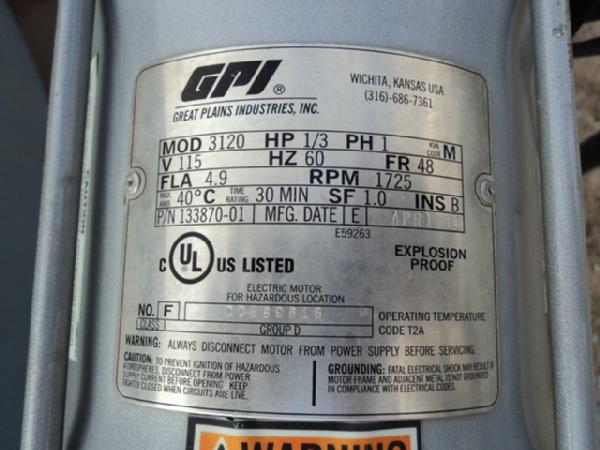 GPI®
GREAT PLAINS INDUSTRIES, INC.
WICHITA, KANSAS USA
(316)-686-7361
MOD 3120 HP 1/3 PH 1 KVA CODE M
V 115 HZ 60 FR 48
FLA 4.9 RPM 1725
MAX. AMB. 40°C TIME RATING 30 MIN SF 1.0 INS B
P/N 133870-01 MFG. DATE E APR
E59263
C UL US LISTED
EXPLOSION
PROOF
ELECTRIC MOTOR
FOR HAZARDOUS LOCATION
NO. F
OPERATING TEMPERATURE
CLASS I GROUP D CODE T2A
WARNING: ALWAYS DISCONNECT MOTOR FROM POWER SUPPLY BEFORE SERVICING.
CAUTION: TO PREVENT IGNITION OF HAZARDOUS
ATMOSPHERES, DISCONNECT FROM POWER
SUPPLY CURRENT BEFORE OPENING. KEEP
TIGHTLY CLOSED WHEN CIRCUITS ARE LIVE.
GROUNDING: FATAL ELECTRICAL SHOCK MAY RESULT IF
MOTOR FRAME AND ADJACENT METAL IS NOT GROUNDED
IN COMPLIANCE WITH ELECTRICAL CODES.
WARNING
CAUTION